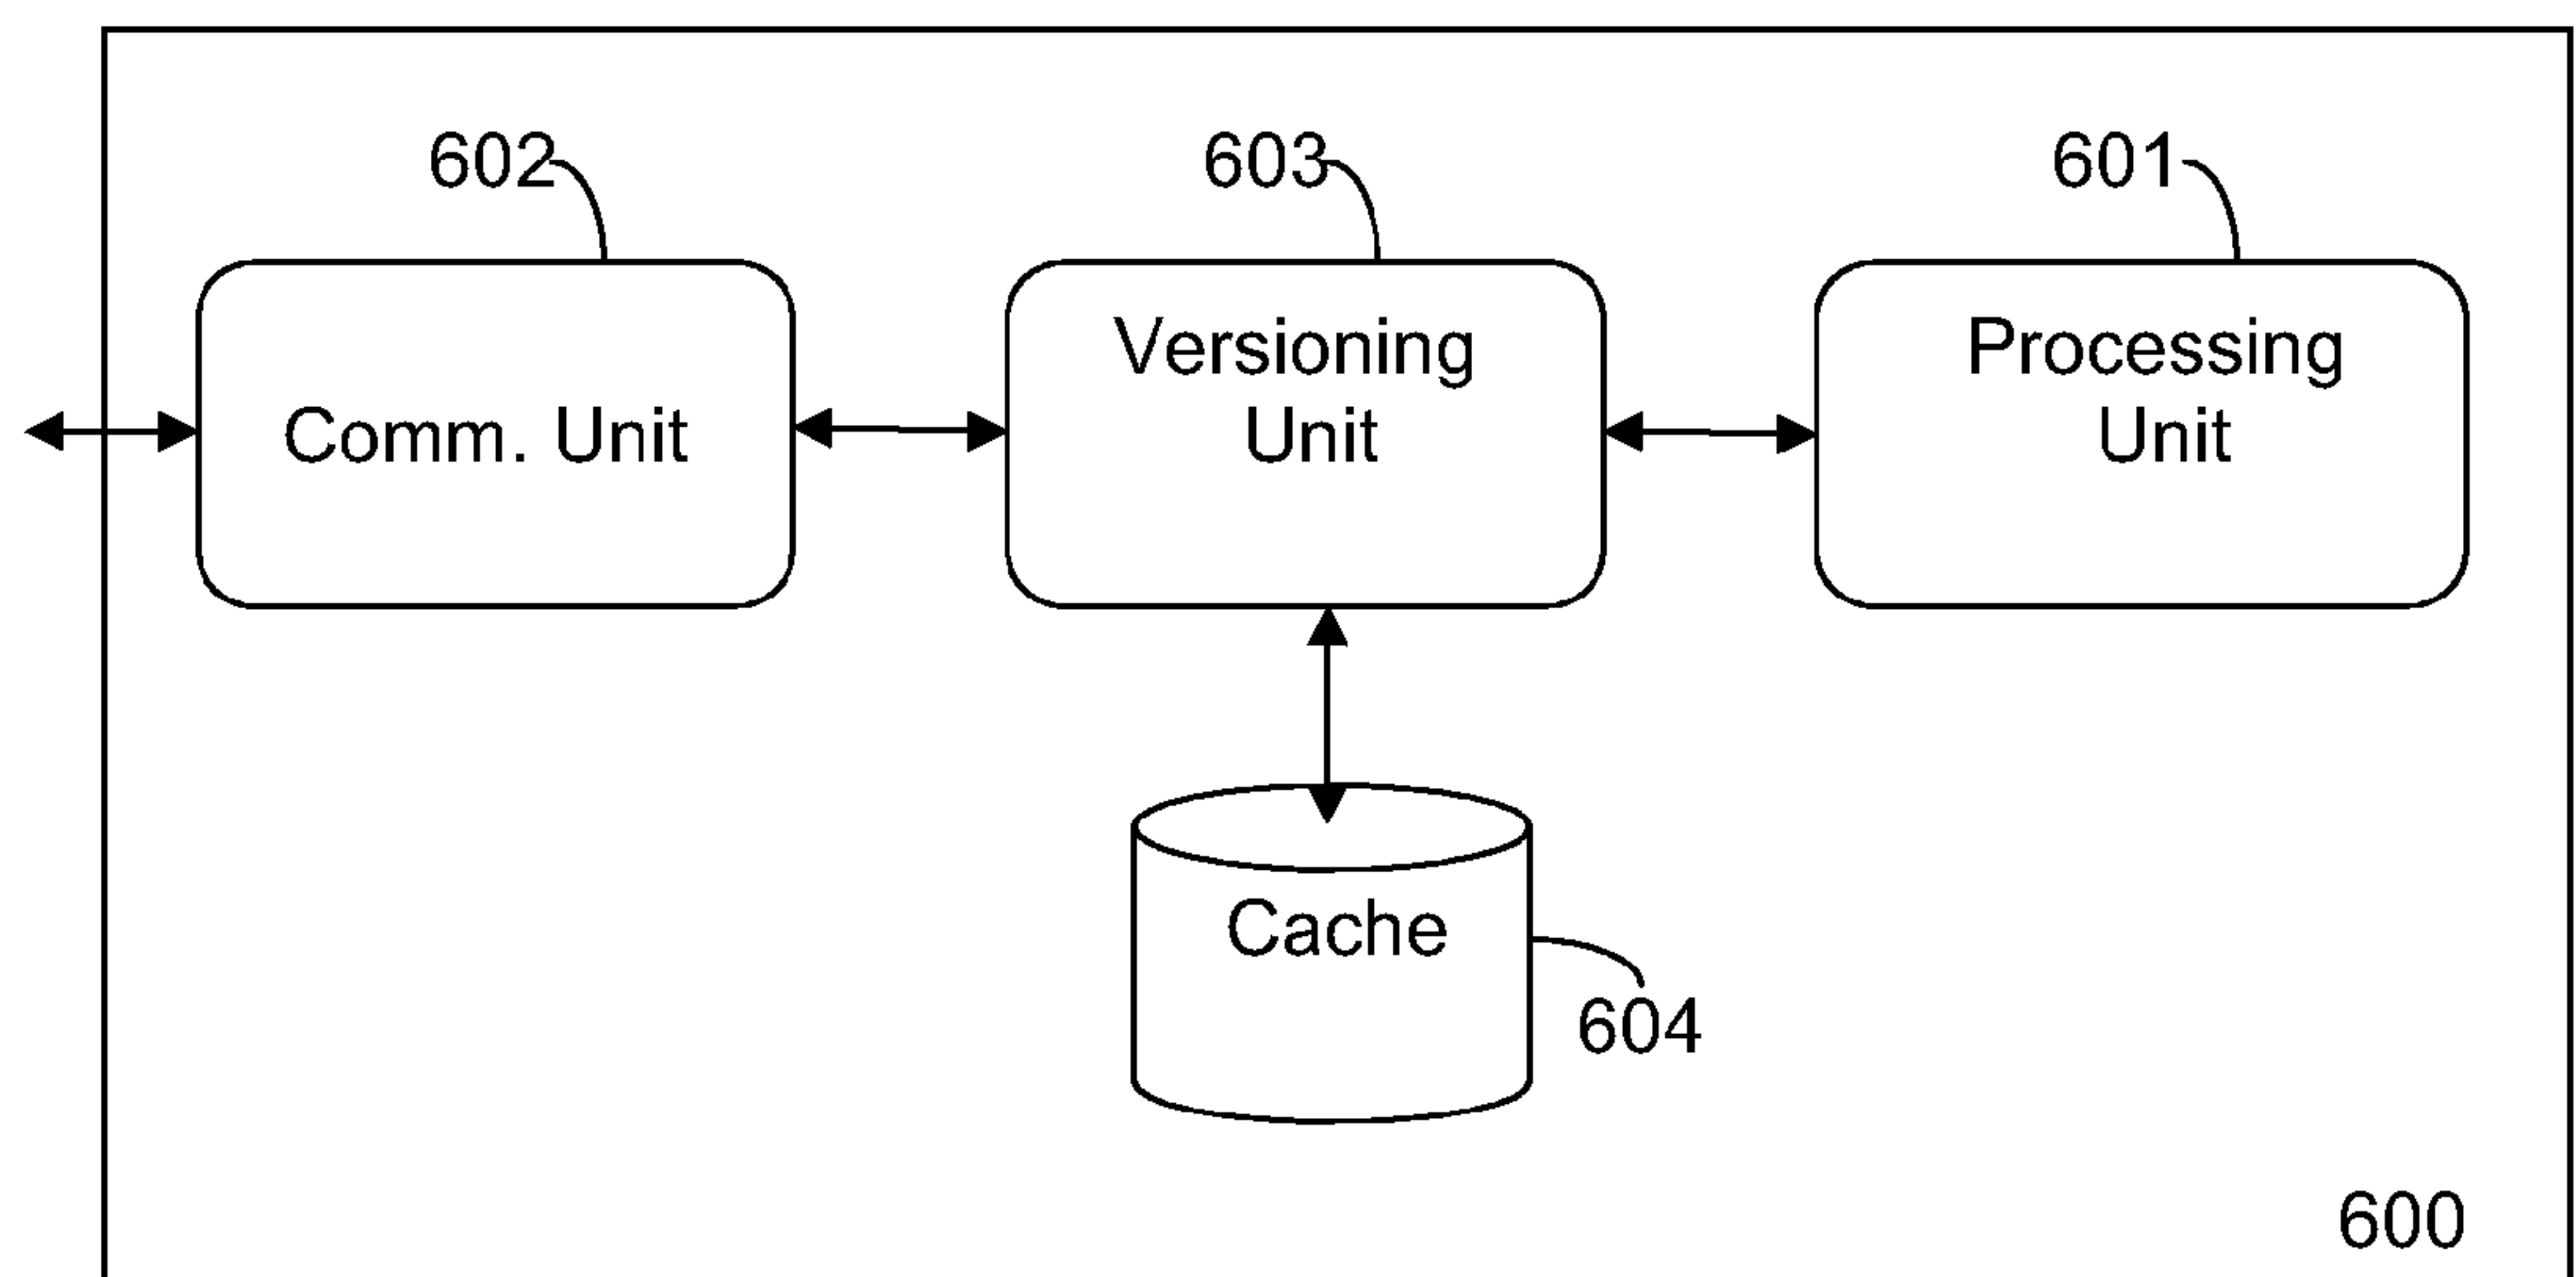 602
603
601
Comm. Unit
Versioning
Unit
Processing
Unit
Cache
604
600